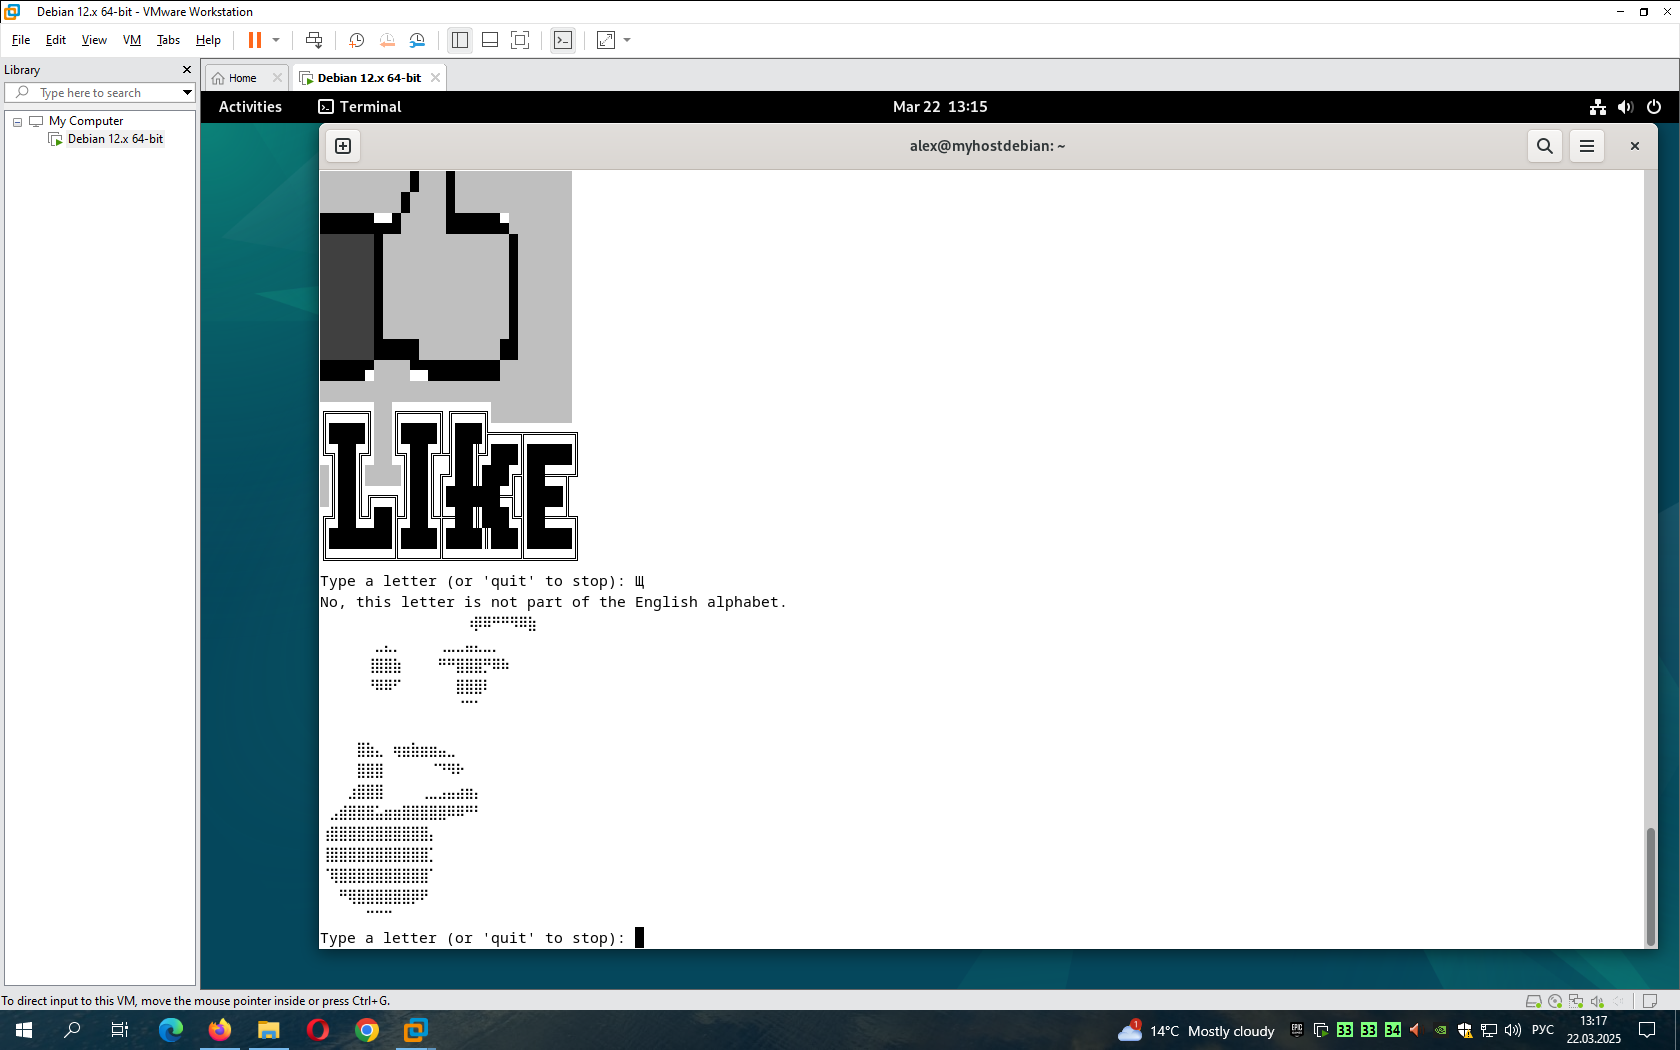 Debian 12.x 64-bit - VMware Workstation
File Edit View VM Tabs Help
Library
Type here to search
My Computer
Debian 12.x 64-bit
Home
Debian 12.x 64-bit
Activities
Terminal
Mar 22 13:15
alex@myhostdebian: ~
LIKE
Type a letter (or 'quit' to stop): Щ
No, this letter is not part of the English alphabet.
Type a letter (or 'quit' to stop):
To direct input to this VM, move the mouse pointer inside or press Ctrl+G.
1
14°C Mostly cloudy
EPIC
33 33 34
РУС
13:17
22.03.2025